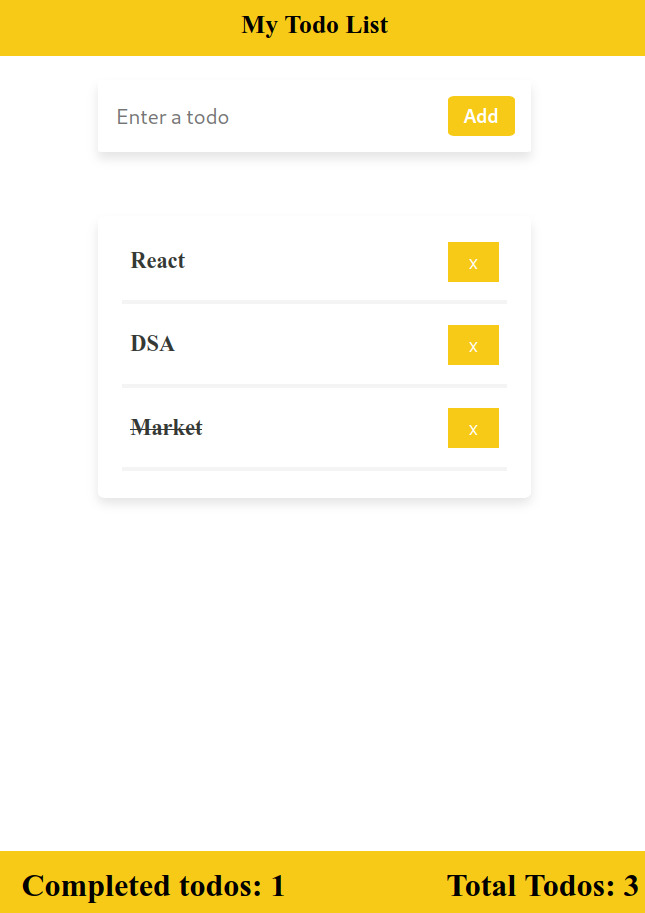 My Todo List
Enter a todo Add
React x
DSA x
Market x
Completed todos: 1 Total Todos: 3